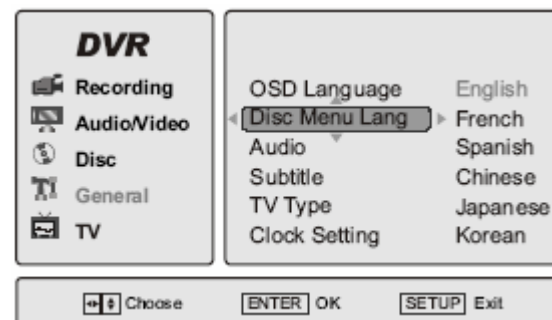 DVR
Recording
Audio/Video
Disc
General
TV
OSD Language English
Disc Menu Lang French
Audio Spanish
Subtitle Chinese
TV Type Japanese
Clock Setting Korean
Choose ENTER OK SETUP Exit